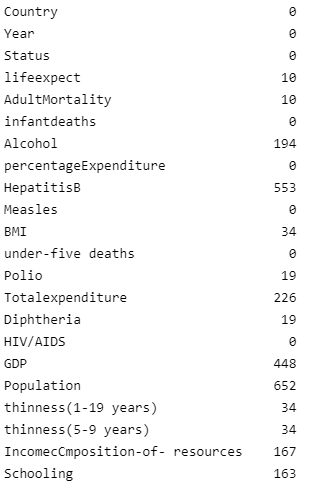 Country 0
Year 0
Status 0
lifeexpect 10
AdultMortality 10
infantdeaths 0
Alcohol 194
percentageExpenditure 0
HepatitisB 553
Measles 0
BMI 34
under-five deaths 0
Polio 19
Totalexpenditure 226
Diphtheria 19
HIV/AIDS 0
GDP 448
Population 652
thinness(1-19 years) 34
thinness(5-9 years) 34
IncomecCmposition-of- resources 167
Schooling 163